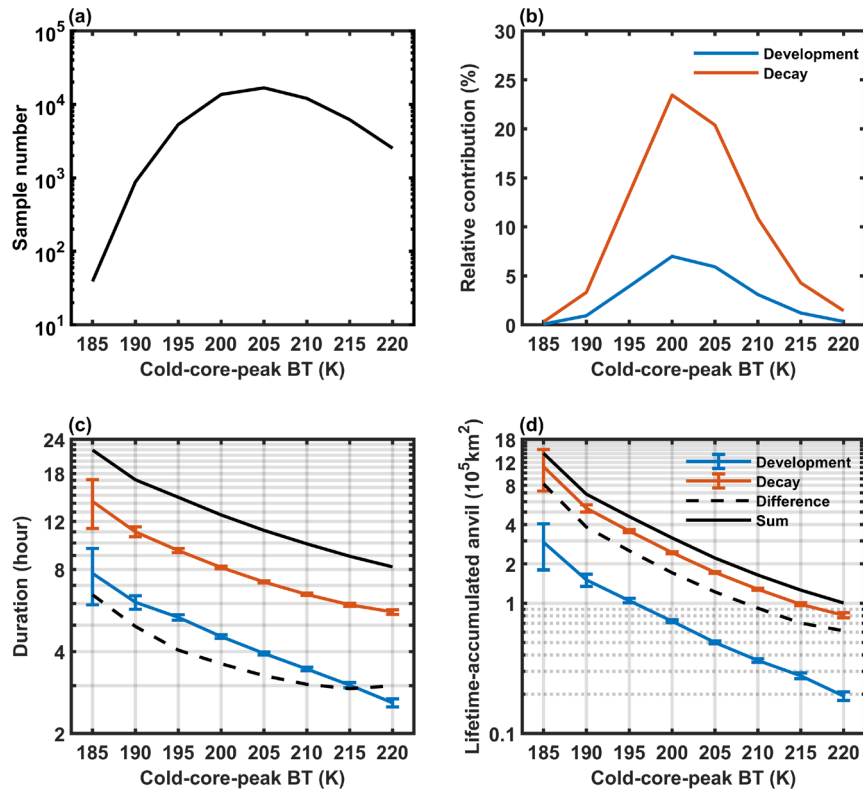 (a)
10^5
10^4
10^3
10^2
10^1
Sample number
185 190 195 200 205 210 215 220
Cold-core-peak BT (K)
(b)
30
25
20
15
10
5
0
Relative contribution (%)
Development
Decay
185 190 195 200 205 210 215 220
Cold-core-peak BT (K)
(c)
24
18
12
8
4
2
Duration (hour)
185 190 195 200 205 210 215 220
Cold-core-peak BT (K)
(d)
18
12
8
4
2
1
0.1
Lifetime-accumulated anvil (10^5km^2)
Development
Decay
Difference
Sum
185 190 195 200 205 210 215 220
Cold-core-peak BT (K)